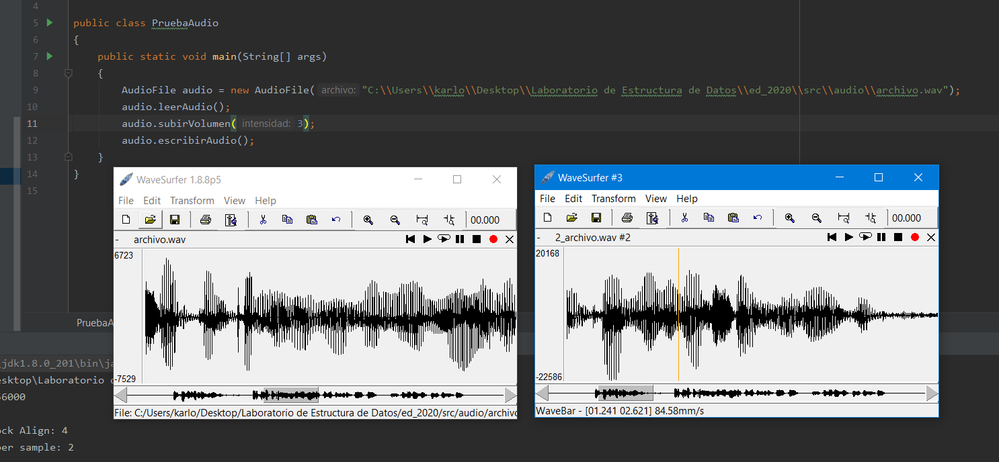 4
5 public class PruebaAudio
6 {
7 public static void main(String[] args)
8 {
9 AudioFile audio = new AudioFile( archivo: "C:\\Users\\karlo\\Desktop\\Laboratorio de Estructura de Datos\\ed_2020\\src\\audio\\archivo.wav");
10 audio.leerAudio();
11 audio.subirVolumen( intensidad: 3);
12 audio.escribirAudio();
13 }
14 }
15
WaveSurfer 1.8.8p5
File Edit Transform View Help
00.000
- archivo.wav
6723
-7529
File: C:/Users/karlo/Desktop/Laboratorio de Estructura de Datos/ed_2020/src/audio/archivo
WaveSurfer #3
File Edit Transform View Help
00.000
- 2_archivo.wav #2
20168
-22586
WaveBar - [01.241 02.621] 84.58mm/s
PruebaA
\jdk1.8.0_201\bin\ja
esktop\Laboratorio
6000
ock Align: 4
er sample: 2